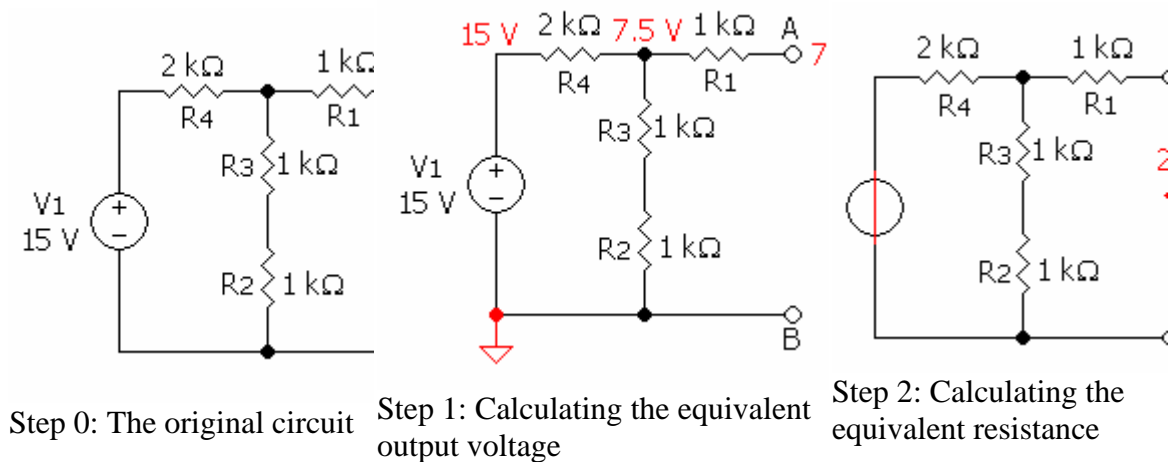 2 kΩ
1 kΩ
R4
R1
R3
1 kΩ
V1
15 V
R2
1 kΩ
Step 0: The original circuit
15 V
2 kΩ
7.5 V
1 kΩ
A
7
R4
R1
R3
1 kΩ
V1
15 V
R2
1 kΩ
B
Step 1: Calculating the equivalent
output voltage
2 kΩ
1 kΩ
R4
R1
R3
1 kΩ
2
R2
1 kΩ
Step 2: Calculating the
equivalent resistance